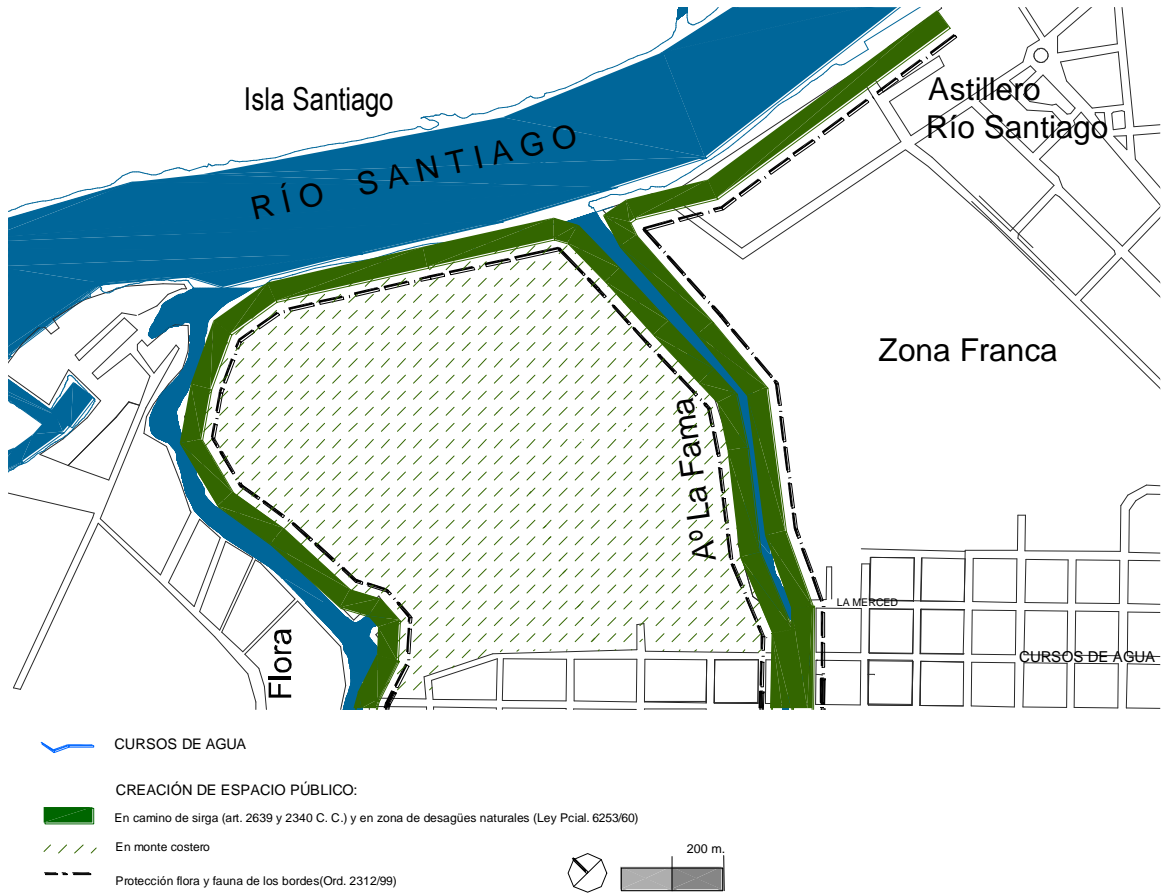 Isla Santiago
RÍO SANTIAGO
Astillero
Río Santiago
Zona Franca
Aº La Fama
LA MERCED
Flora
CURSOS DE AGUA
CURSOS DE AGUA
CREACIÓN DE ESPACIO PÚBLICO:
En camino de sirga (art. 2639 y 2340 C. C.) y en zona de desagües naturales (Ley Pcial. 6253/60)
En monte costero
Protección flora y fauna de los bordes(Ord. 2312/99)
200 m.